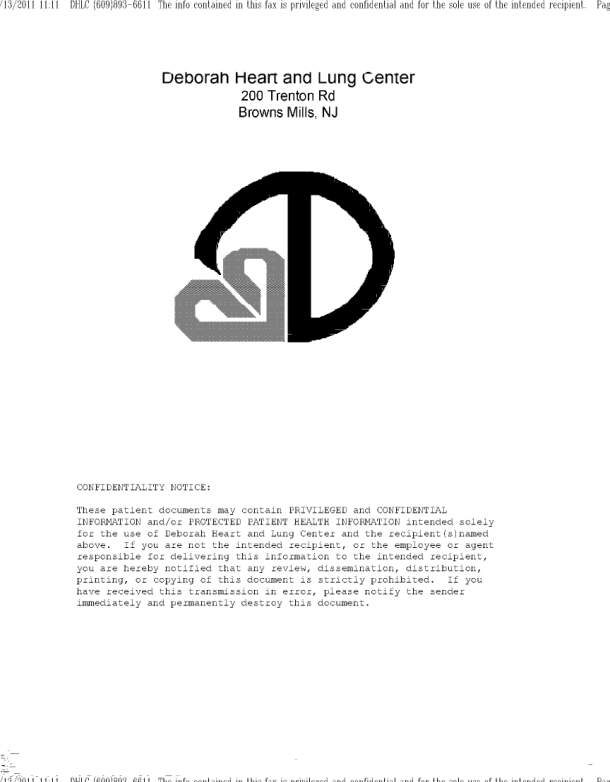 /13/2011 11:11 DHLC (609)893-6611 The info contained in this fax is privileged and confidential and for the sole use of the intended recipient. Pag
Deborah Heart and Lung Center
200 Trenton Rd
Browns Mills, NJ
CONFIDENTIALITY NOTICE:
These patient documents may contain PRIVILEGED and CONFIDENTIAL
INFORMATION and/or PROTECTED PATIENT HEALTH INFORMATION intended solely
for the use of Deborah Heart and Lung Center and the recipient(s)named
above. If you are not the intended recipient, or the employee or agent
responsible for delivering this information to the intended recipient,
you are hereby notified that any review, dissemination, distribution,
printing, or copying of this document is strictly prohibited. If you
have received this transmission in error, please notify the sender
immediately and permanently destroy this document.
/13/2011 11:11 DHLC (609)893-6611 The info contained in this fax is privileged and confidential and for the sole use of the intended recipient. Pag